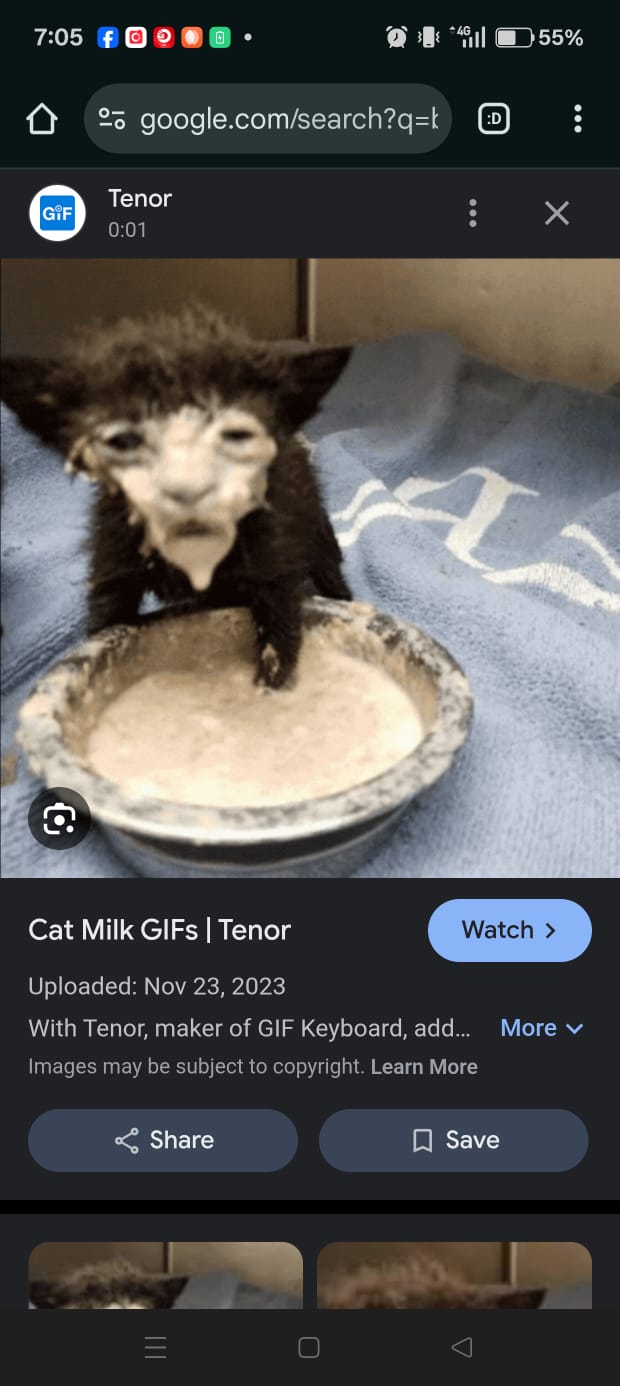 7:05
4G
55%
google.com/search?q=
:D
GIF
Tenor
0:01
Cat Milk GIFs | Tenor
Watch
Uploaded: Nov 23, 2023
With Tenor, maker of GIF Keyboard, add...
More
Images may be subject to copyright. Learn More
Share
Save